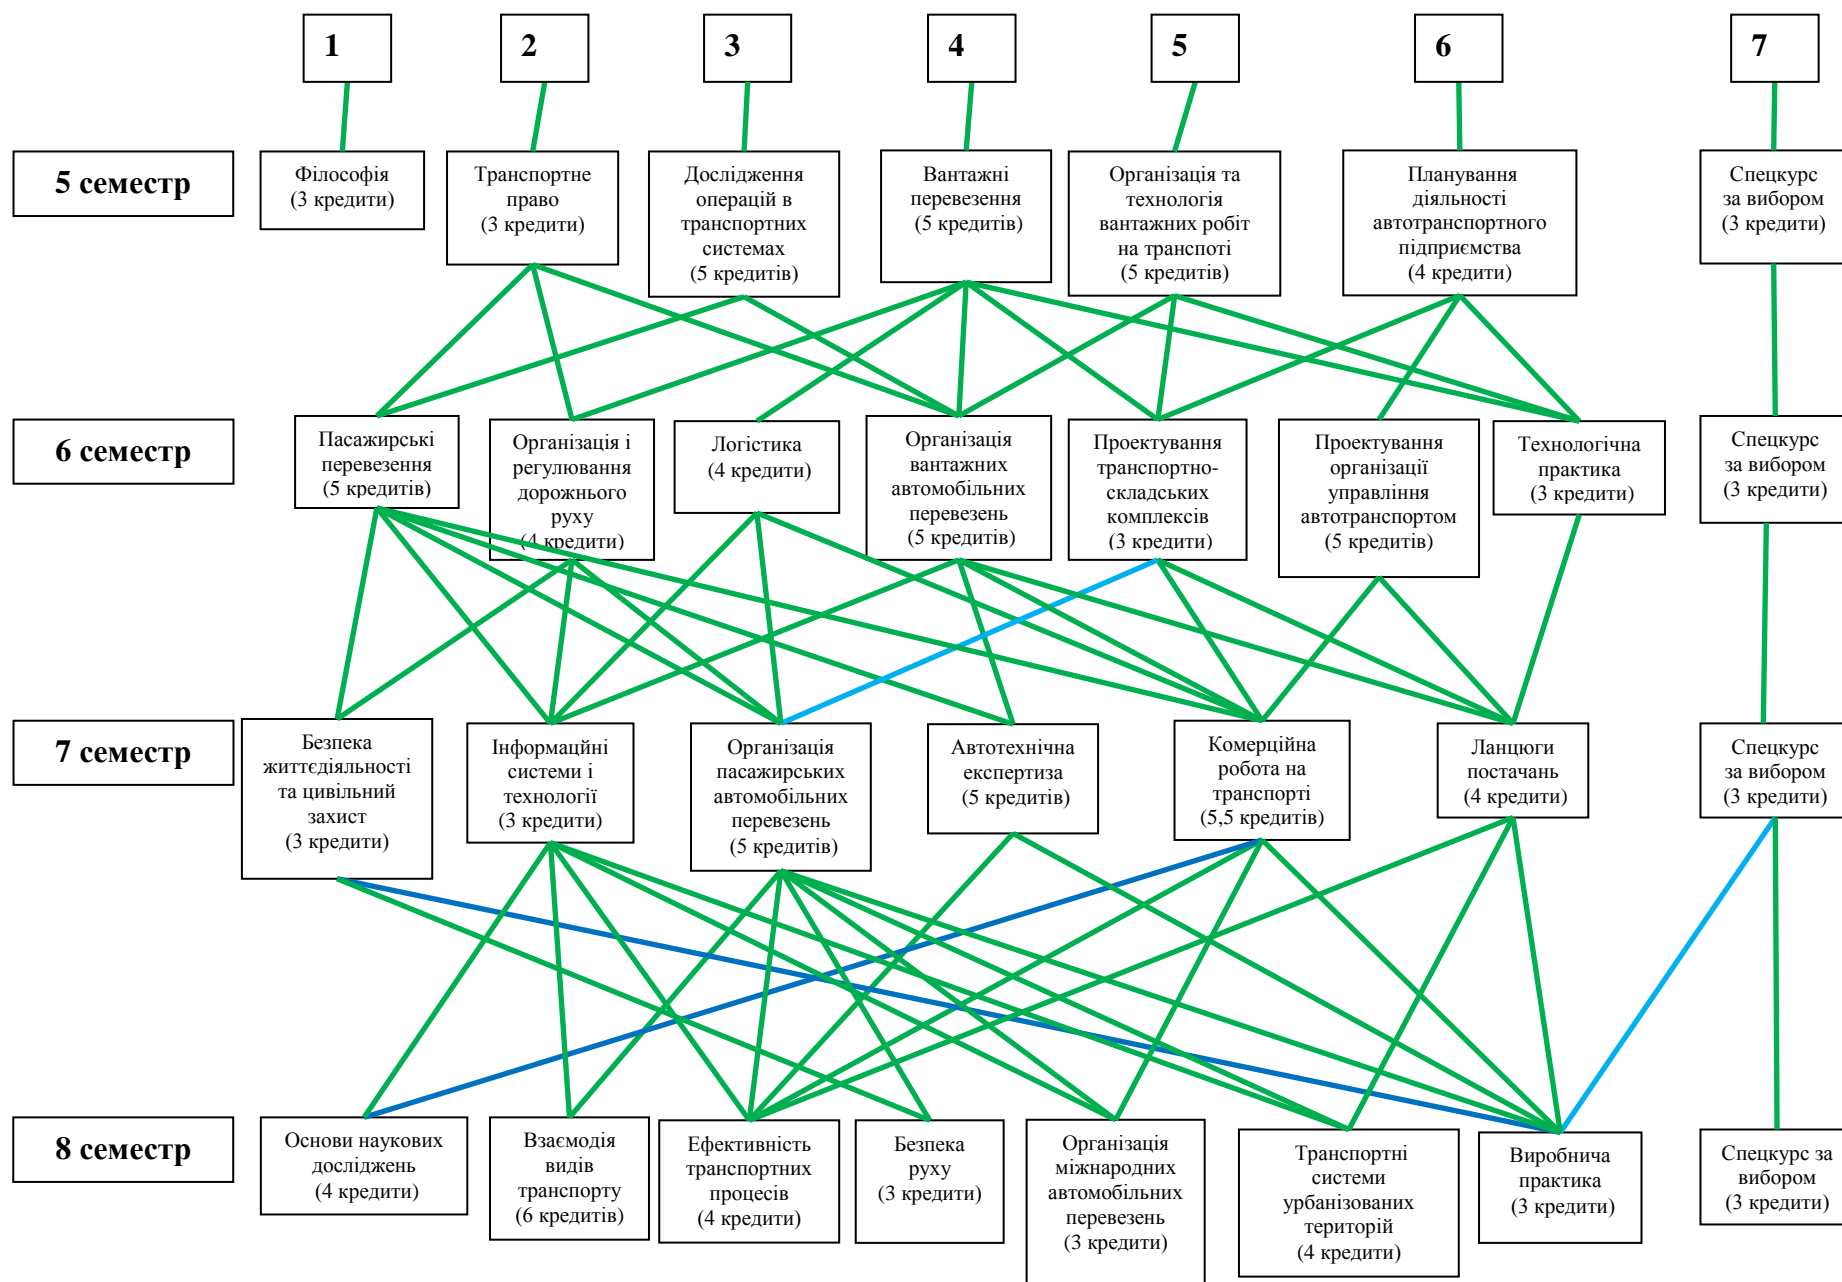 1
2
3
4
5
6
7
5 семестр
Філософія
(3 кредити)
Транспортне
право
(3 кредити)
Дослідження
операцій в
транспортних
системах
(5 кредитів)
Вантажні
перевезення
(5 кредитів)
Організація та
технологія
вантажних робіт
на транспоті
(5 кредитів)
Планування
діяльності
автотранспортного
підприємства
(4 кредити)
Спецкурс
за вибором
(3 кредити)
6 семестр
Пасажирські
перевезення
(5 кредитів)
Організація і
регулювання
дорожнього
руху
(4 кредити)
Логістика
(4 кредити)
Організація
вантажних
автомобільних
перевезень
(5 кредитів)
Проектування
транспортно-
складських
комплексів
(3 кредити)
Проектування
організації
управління
автотранспортом
(5 кредитів)
Технологічна
практика
(3 кредити)
Спецкурс
за вибором
(3 кредити)
7 семестр
Безпека
життєдіяльності
та цивільний
захист
(3 кредити)
Інформаційні
системи і
технології
(3 кредити)
Організація
пасажирських
автомобільних
перевезень
(5 кредитів)
Автотехнічна
експертиза
(5 кредитів)
Комерційна
робота на
транспорті
(5,5 кредитів)
Ланцюги
постачань
(4 кредити)
Спецкурс
за вибором
(3 кредити)
8 семестр
Основи наукових
досліджень
(4 кредити)
Взаємодія
видів
транспорту
(6 кредитів)
Ефективність
транспортних
процесів
(4 кредити)
Безпека
руху
(3 кредити)
Організація
міжнародних
автомобільних
перевезень
(3 кредити)
Транспортні
системи
урбанізованих
територій
(4 кредити)
Виробнича
практика
(3 кредити)
Спецкурс за
вибором
(3 кредити)